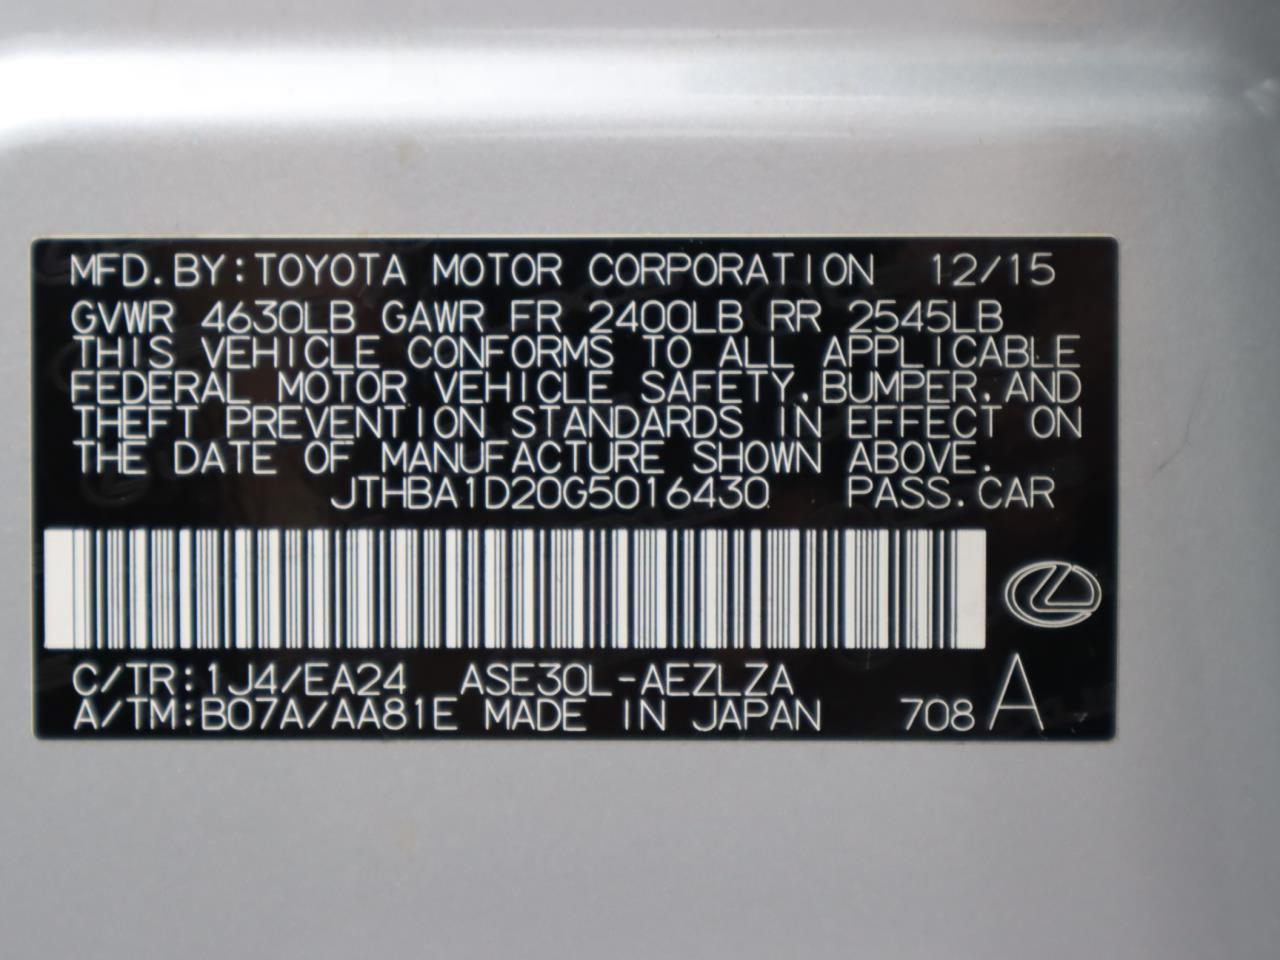 MFD.BY:TOYOTA MOTOR CORPORATION 12/15
GVWR 4630LB GAWR FR 2400LB RR 2545LB
THIS VEHICLE CONFORMS TO ALL APPLICABLE
FEDERAL MOTOR VEHICLE SAFETY,BUMPER,AND
THEFT PREVENTION STANDARDS IN EFFECT ON
THE DATE OF MANUFACTURE SHOWN ABOVE.
JTHBA1D20G5016430 PASS.CAR
C/TR:1J4/EA24 ASE30L-AEZLZA
A/TM:B07A/AA81E MADE IN JAPAN 708 A